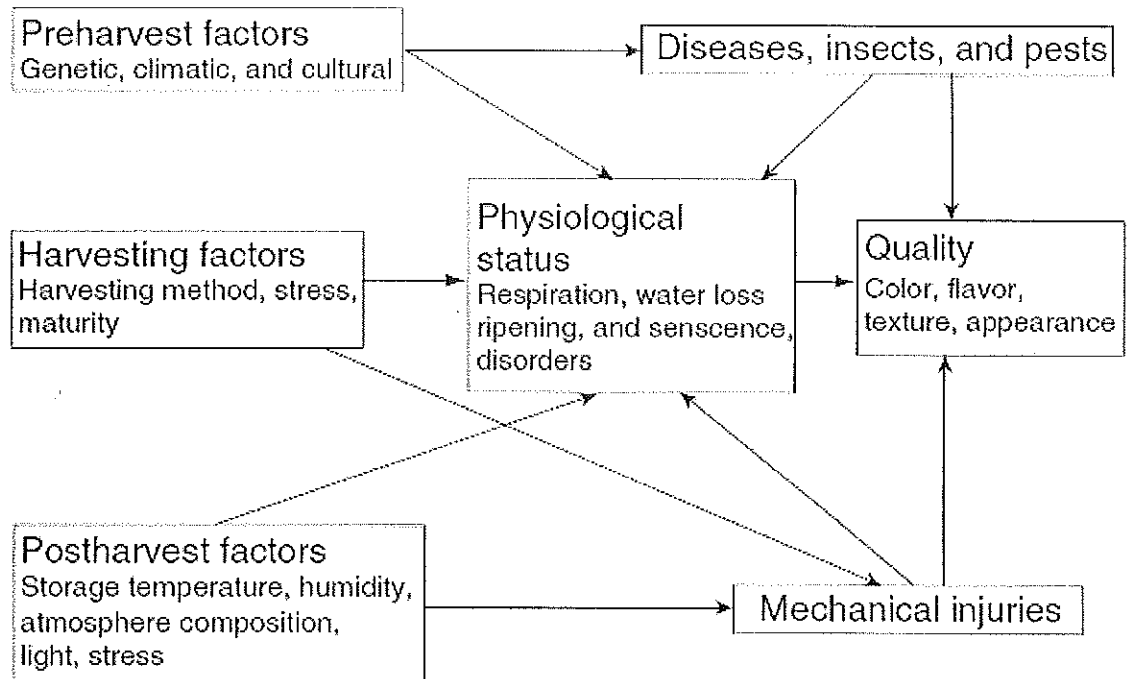 Preharvest factors
Genetic, climatic, and cultural
Diseases, insects, and pests
Physiological
status
Respiration, water loss
ripening, and senscence,
disorders
Harvesting factors
Harvesting method, stress,
maturity
Quality
Color, flavor,
texture, appearance
Postharvest factors
Storage temperature, humidity,
atmosphere composition,
light, stress
Mechanical injuries